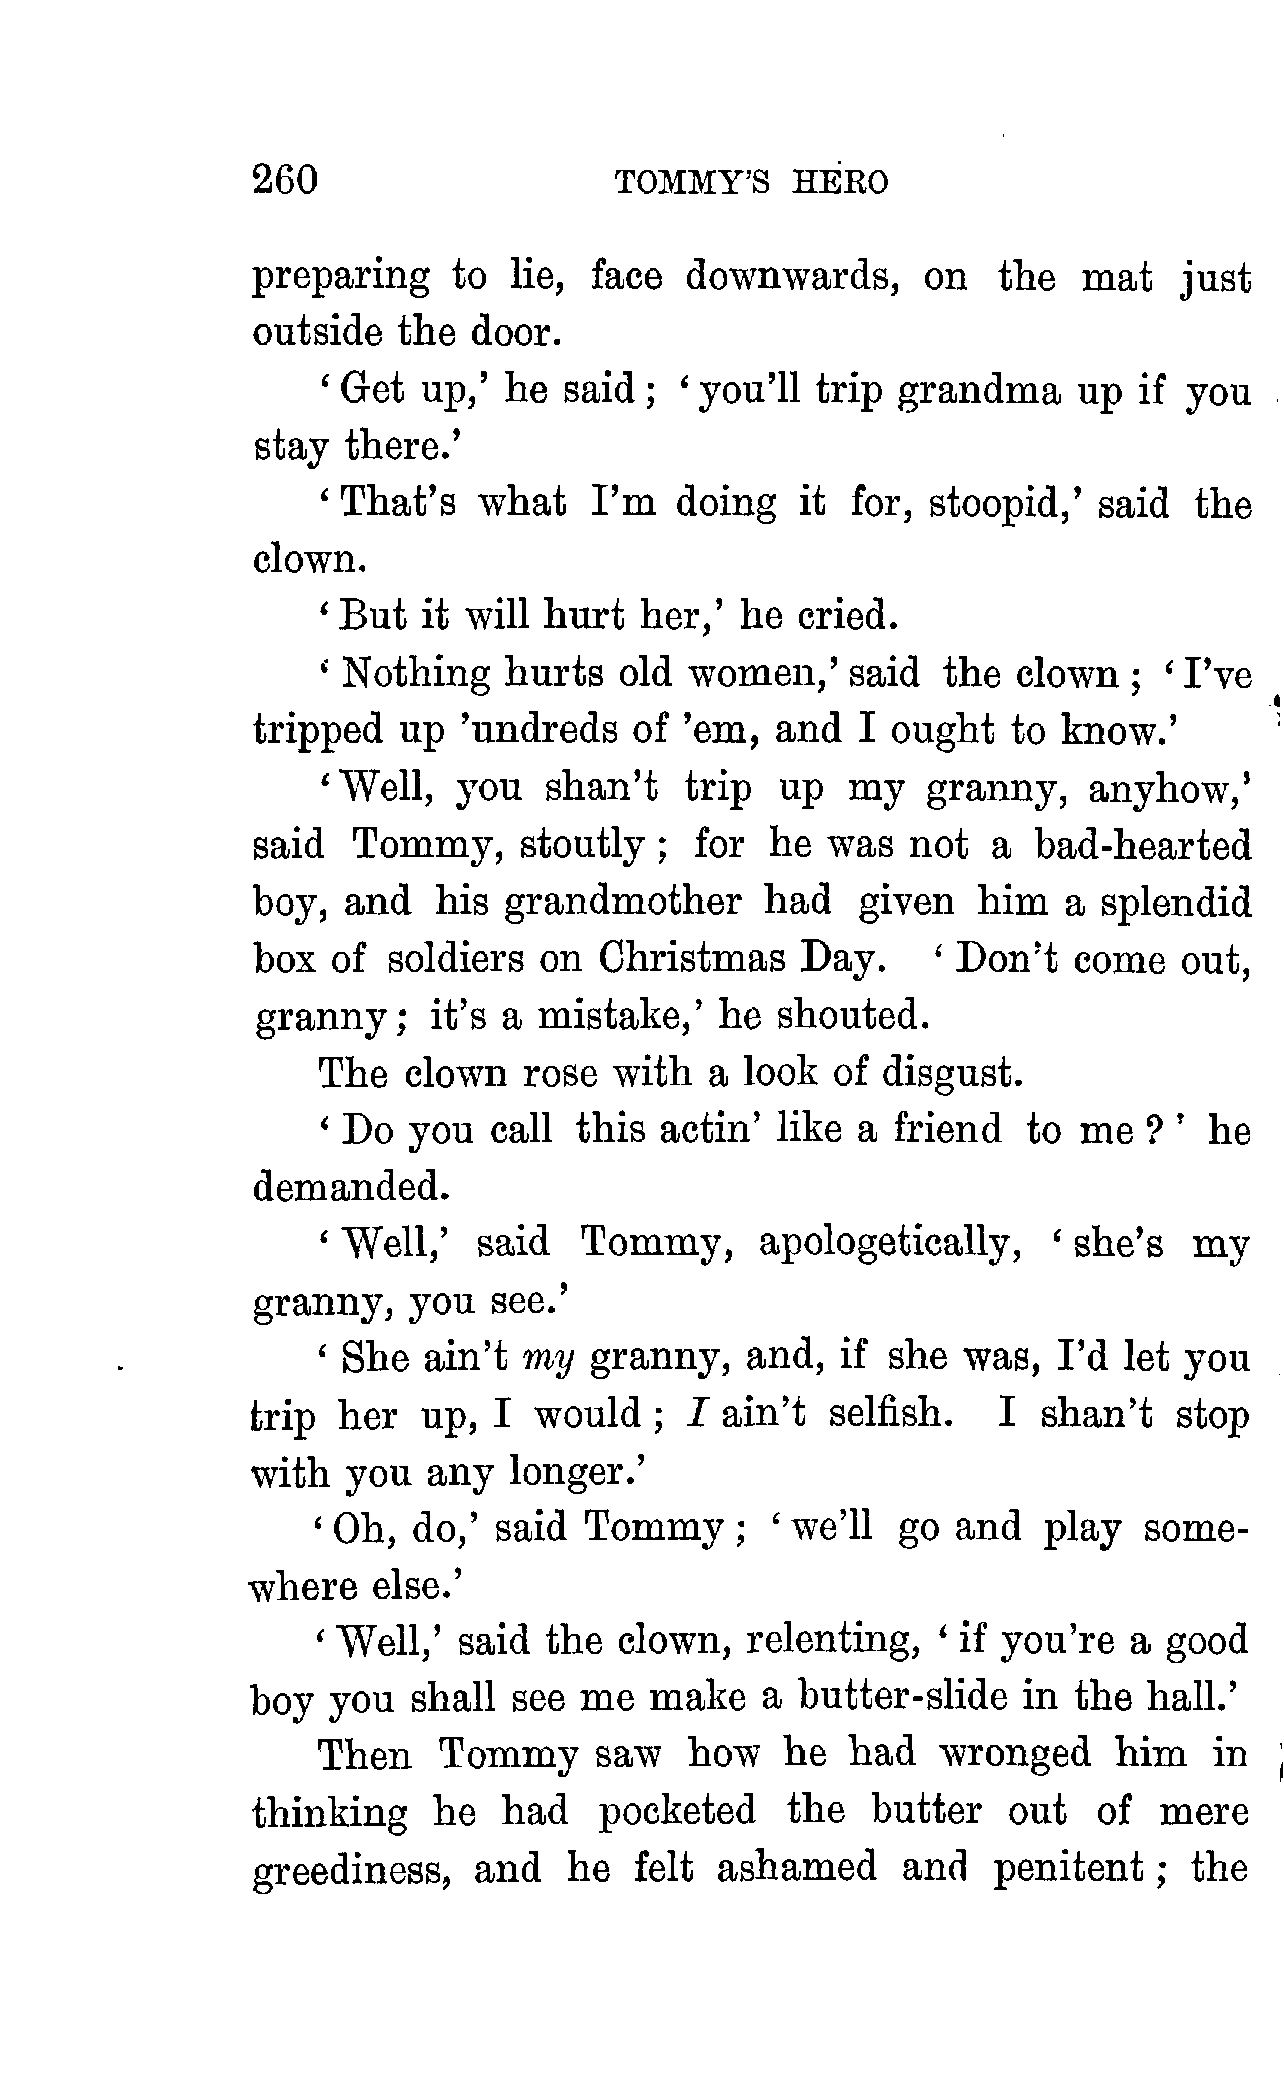 260 TOMMY'S HERO
preparing to lie, face downwards, on the mat just
outside the door.
‘Get up,’ he said; ‘you’ll trip grandma up if you
stay there.’
‘That’s what I’m doing it for, stoopid,’ said the
clown.
‘But it will hurt her,’ he cried.
‘Nothing hurts old women,’ said the clown; ‘I’ve
tripped up ’undreds of ’em, and I ought to know.’
‘Well, you shan’t trip up my granny, anyhow,’
said Tommy, stoutly; for he was not a bad-hearted
boy, and his grandmother had given him a splendid
box of soldiers on Christmas Day. ‘Don’t come out,
granny; it’s a mistake,’ he shouted.
The clown rose with a look of disgust.
‘Do you call this actin’ like a friend to me?’ he
demanded.
‘Well,’ said Tommy, apologetically, ‘she’s my
granny, you see.’
‘She ain’t my granny, and, if she was, I’d let you
trip her up, I would; I ain’t selfish. I shan’t stop
with you any longer.’
‘Oh, do,’ said Tommy; ‘we’ll go and play some-
where else.’
‘Well,’ said the clown, relenting, ‘if you’re a good
boy you shall see me make a butter-slide in the hall.’
Then Tommy saw how he had wronged him in
thinking he had pocketed the butter out of mere
greediness, and he felt ashamed and penitent; the